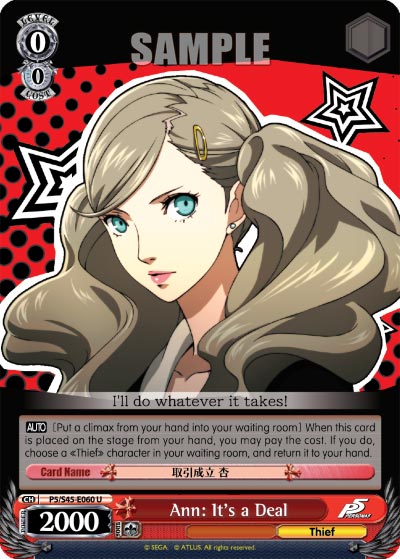 LEVEL
0
0
COST
SAMPLE
I'll do whatever it takes!
AUTO [Put a climax from your hand into your waiting room] When this card
is placed on the stage from your hand, you may pay the cost. If you do,
choose a «Thief» character in your waiting room, and return it to your hand.
Card Name 取引成立 杏
CH P5/S45-E060 U
2000
Ann: It's a Deal
P5
PERSONA5
Thief
© SEGA. © ATLUS. All rights reserved.